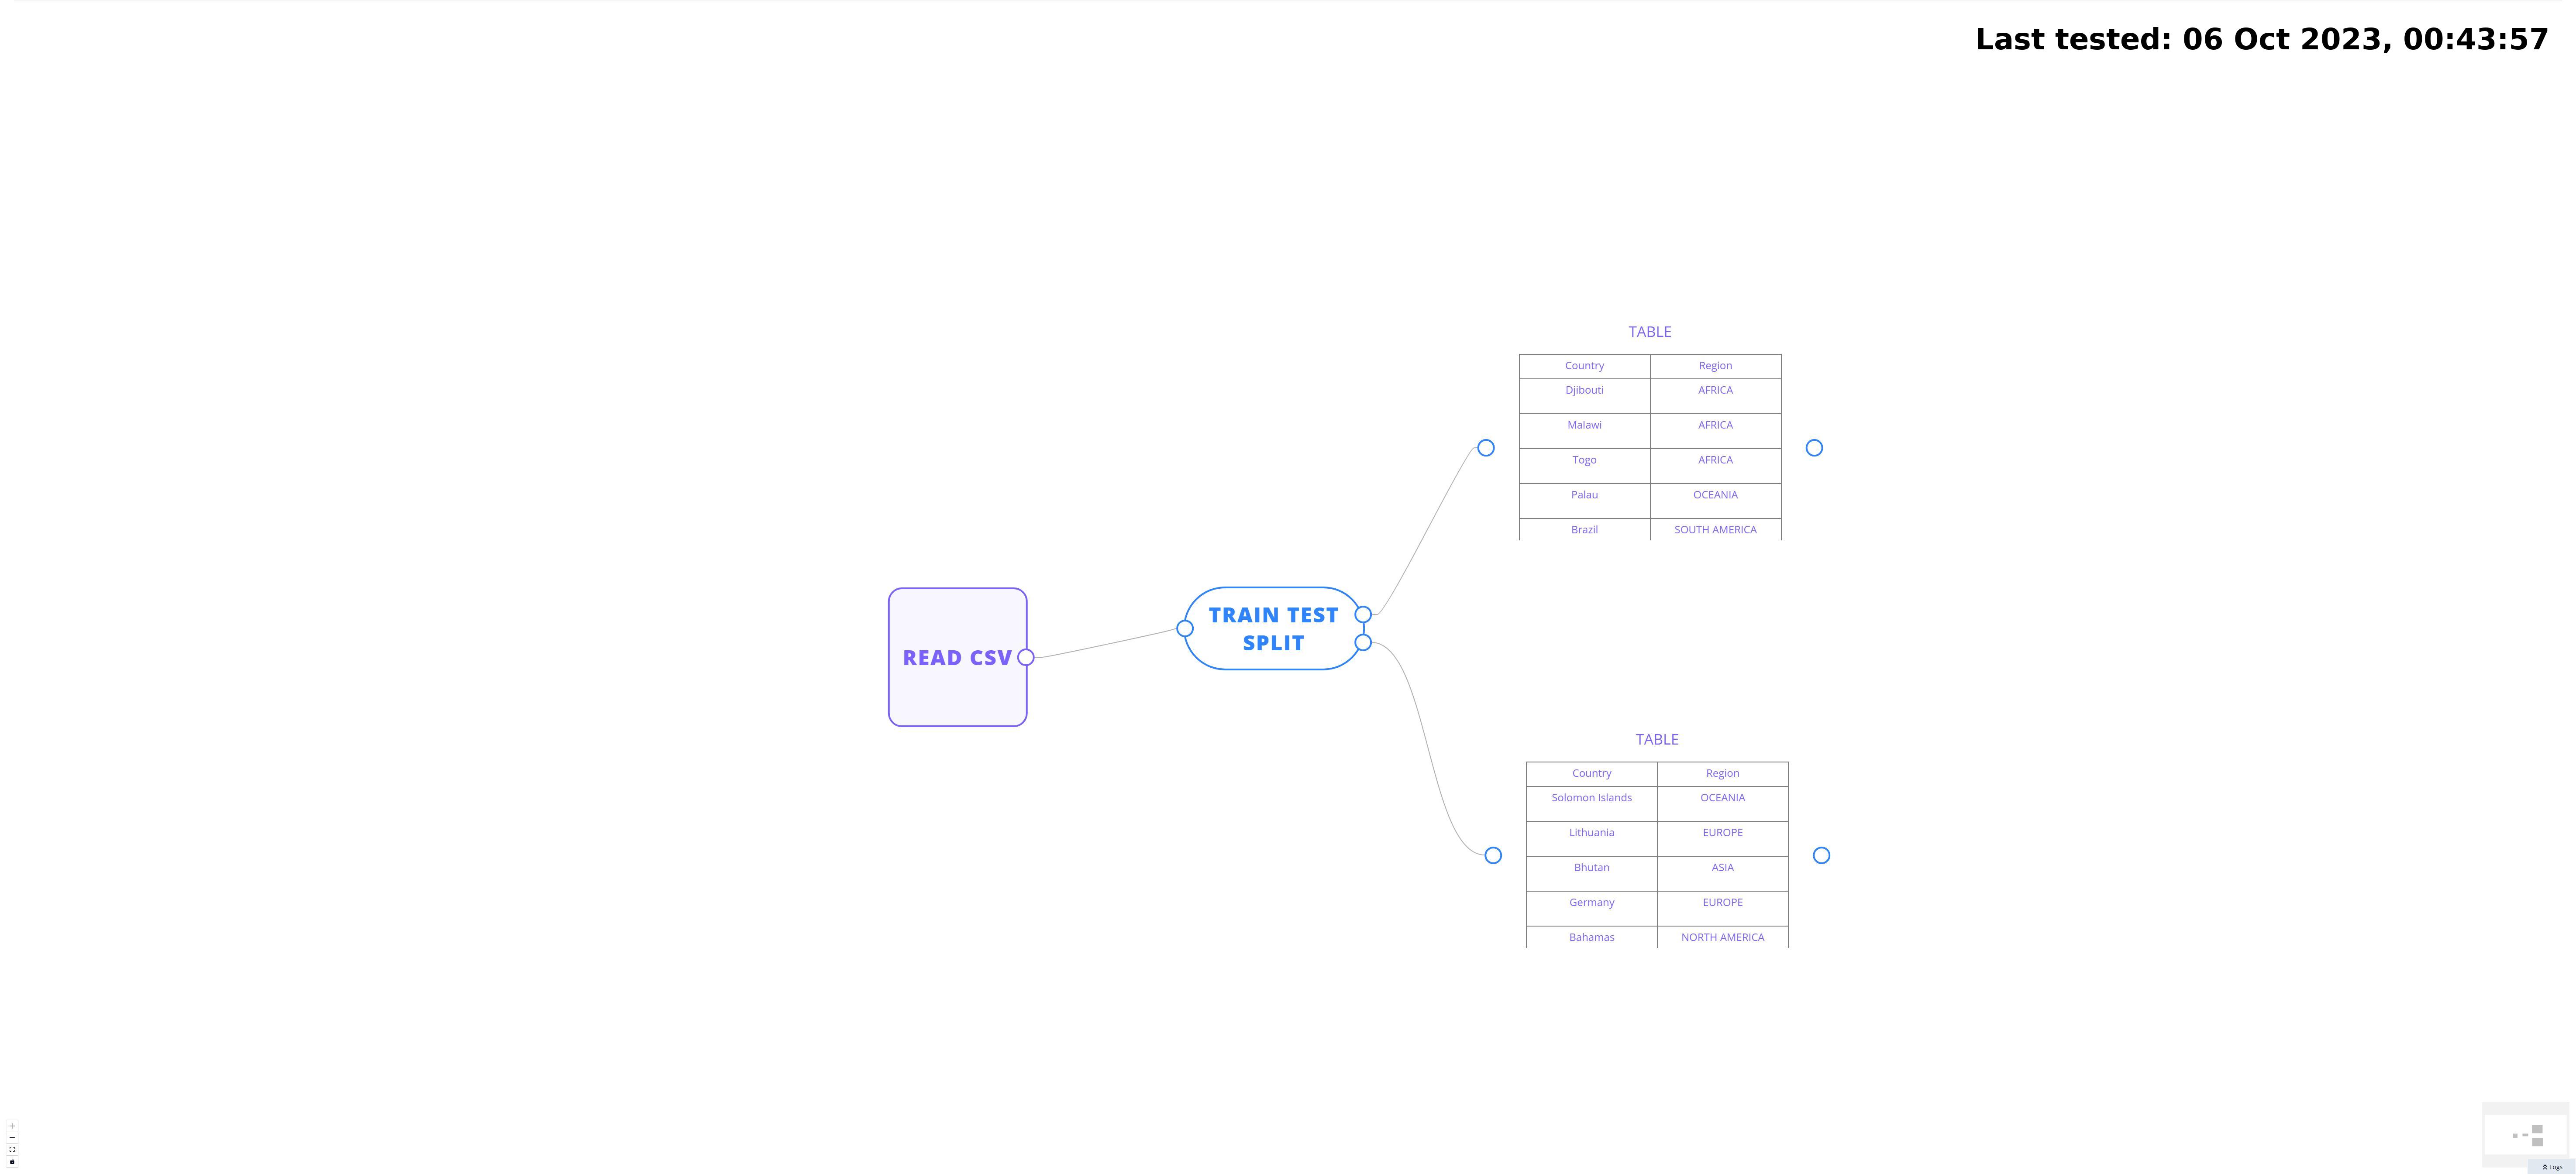 Last tested: 06 Oct 2023, 00:43:57
TABLE
Country Region
Djibouti AFRICA
Malawi AFRICA
Togo AFRICA
Palau OCEANIA
Brazil SOUTH AMERICA
READ CSV
TRAIN TEST
SPLIT
TABLE
Country Region
Solomon Islands OCEANIA
Lithuania EUROPE
Bhutan ASIA
Germany EUROPE
Bahamas NORTH AMERICA
Logs